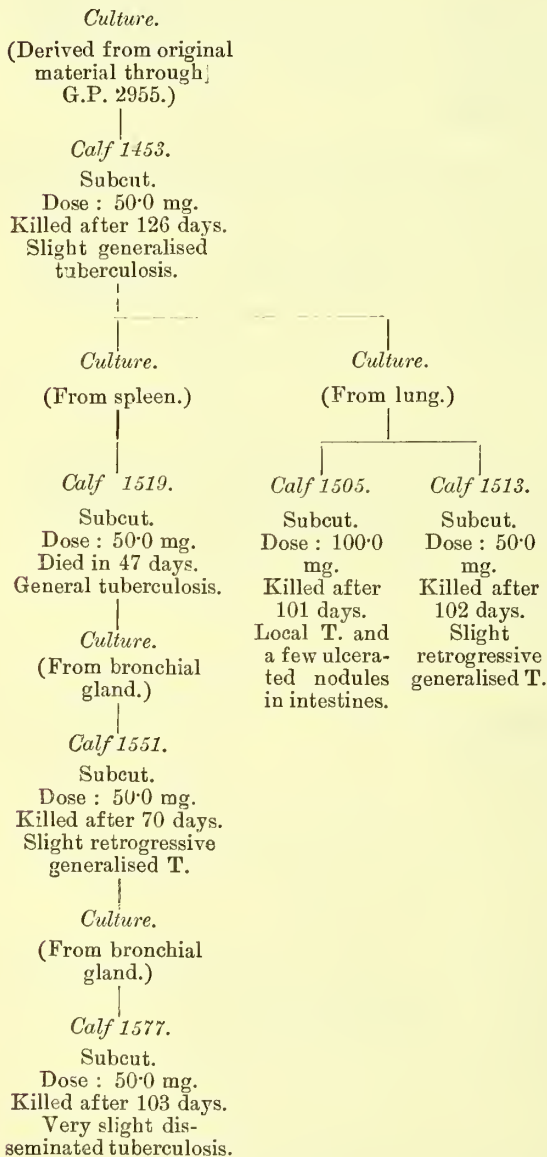 Culture.
(Derived from original
material through
G.P. 2955.)
Calf 1453.
Subcut.
Dose : 50·0 mg.
Killed after 126 days.
Slight generalised
tuberculosis.
Culture.
(From spleen.)
Calf 1519.
Subcut.
Dose : 50·0 mg.
Died in 47 days.
General tuberculosis.
Culture.
(From bronchial
gland.)
Calf 1551.
Subcut.
Dose : 50·0 mg.
Killed after 70 days.
Slight retrogressive
generalised T.
Culture.
(From bronchial
gland.)
Calf 1577.
Subcut.
Dose : 50·0 mg.
Killed after 103 days.
Very slight dis-
seminated tuberculosis.
Culture.
(From lung.)
Calf 1505.
Subcut.
Dose : 100·0
mg.
Killed after
101 days.
Local T. and
a few ulcera-
ted nodules
in intestines.
Calf 1513.
Subcut.
Dose : 50·0
mg.
Killed after
102 days.
Slight
retrogressive
generalised T.